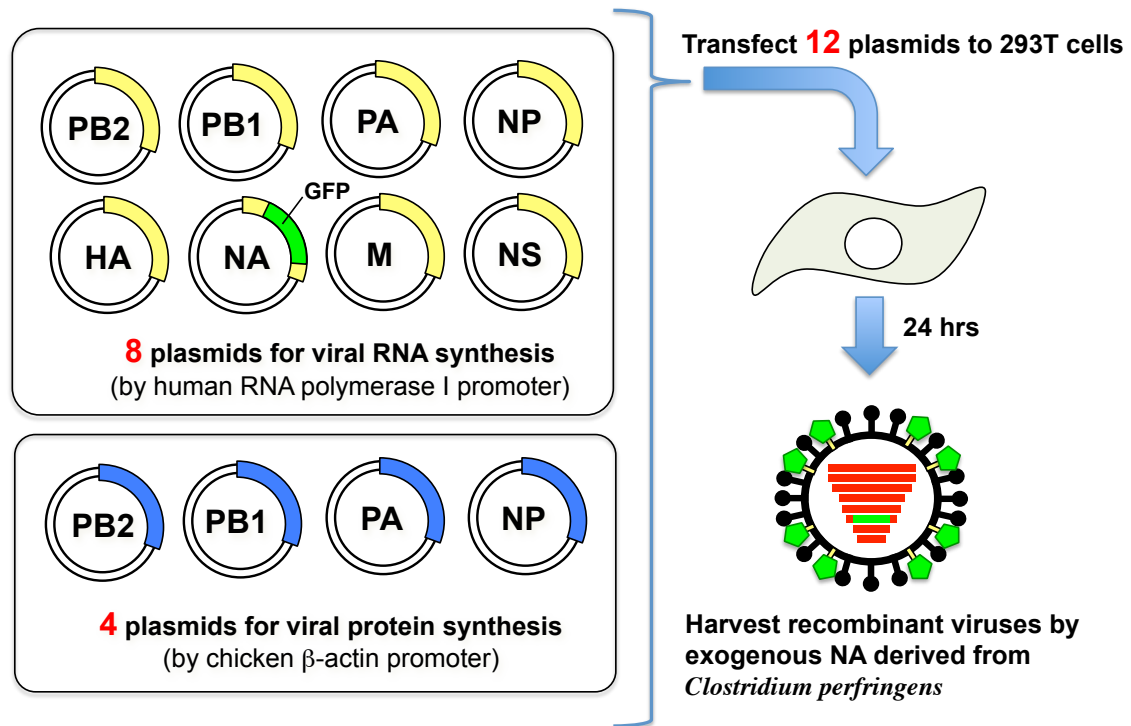 PB2 PB1 PA NP
GFP
HA NA M NS
8 plasmids for viral RNA synthesis
(by human RNA polymerase I promoter)
PB2 PB1 PA NP
4 plasmids for viral protein synthesis
(by chicken β-actin promoter)
Transfect 12 plasmids to 293T cells
24 hrs
Harvest recombinant viruses by
exogenous NA derived from
Clostridium perfringens